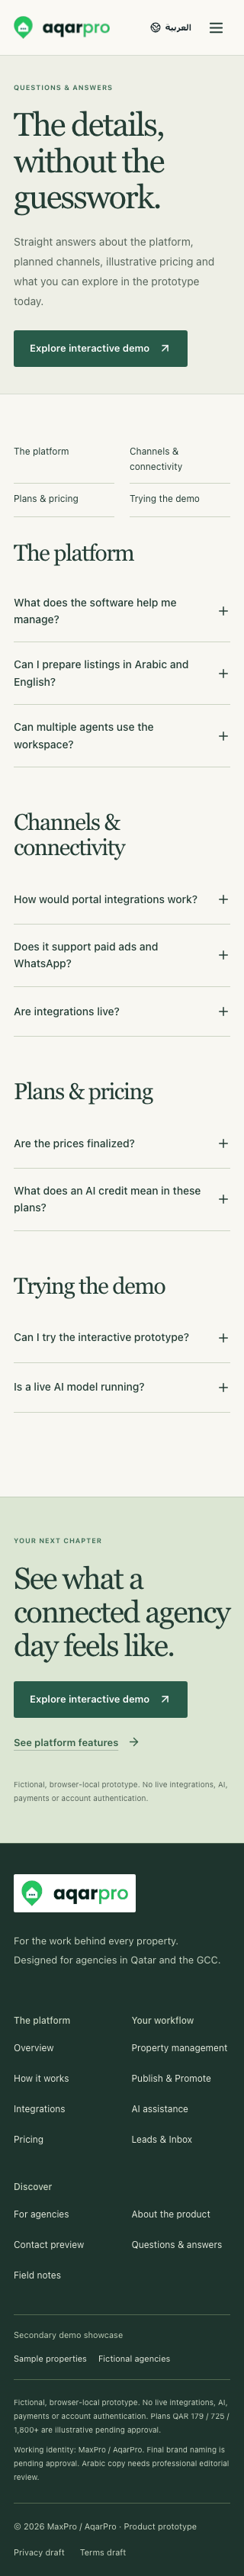 aqarpro
العربية
QUESTIONS & ANSWERS
The details,
without the
guesswork.
Straight answers about the platform,
planned channels, illustrative pricing and
what you can explore in the prototype
today.
Explore interactive demo
The platform
Channels &
connectivity
Plans & pricing
Trying the demo
The platform
What does the software help me
manage?
Can I prepare listings in Arabic and
English?
Can multiple agents use the
workspace?
Channels &
connectivity
How would portal integrations work?
Does it support paid ads and
WhatsApp?
Are integrations live?
Plans & pricing
Are the prices finalized?
What does an AI credit mean in these
plans?
Trying the demo
Can I try the interactive prototype?
Is a live AI model running?
YOUR NEXT CHAPTER
See what a
connected agency
day feels like.
Explore interactive demo
See platform features
Fictional, browser-local prototype. No live integrations, AI,
payments or account authentication.
aqarpro
For the work behind every property.
Designed for agencies in Qatar and the GCC.
The platform
Overview
How it works
Integrations
Pricing
Your workflow
Property management
Publish & Promote
AI assistance
Leads & Inbox
Discover
For agencies
Contact preview
Field notes
About the product
Questions & answers
Secondary demo showcase
Sample properties
Fictional agencies
Fictional, browser-local prototype. No live integrations, AI,
payments or account authentication. Plans QAR 179 / 725 /
1,800+ are illustrative pending approval.
Working identity: MaxPro / AqarPro. Final brand naming is
pending approval. Arabic copy needs professional editorial
review.
© 2026 MaxPro / AqarPro · Product prototype
Privacy draft
Terms draft